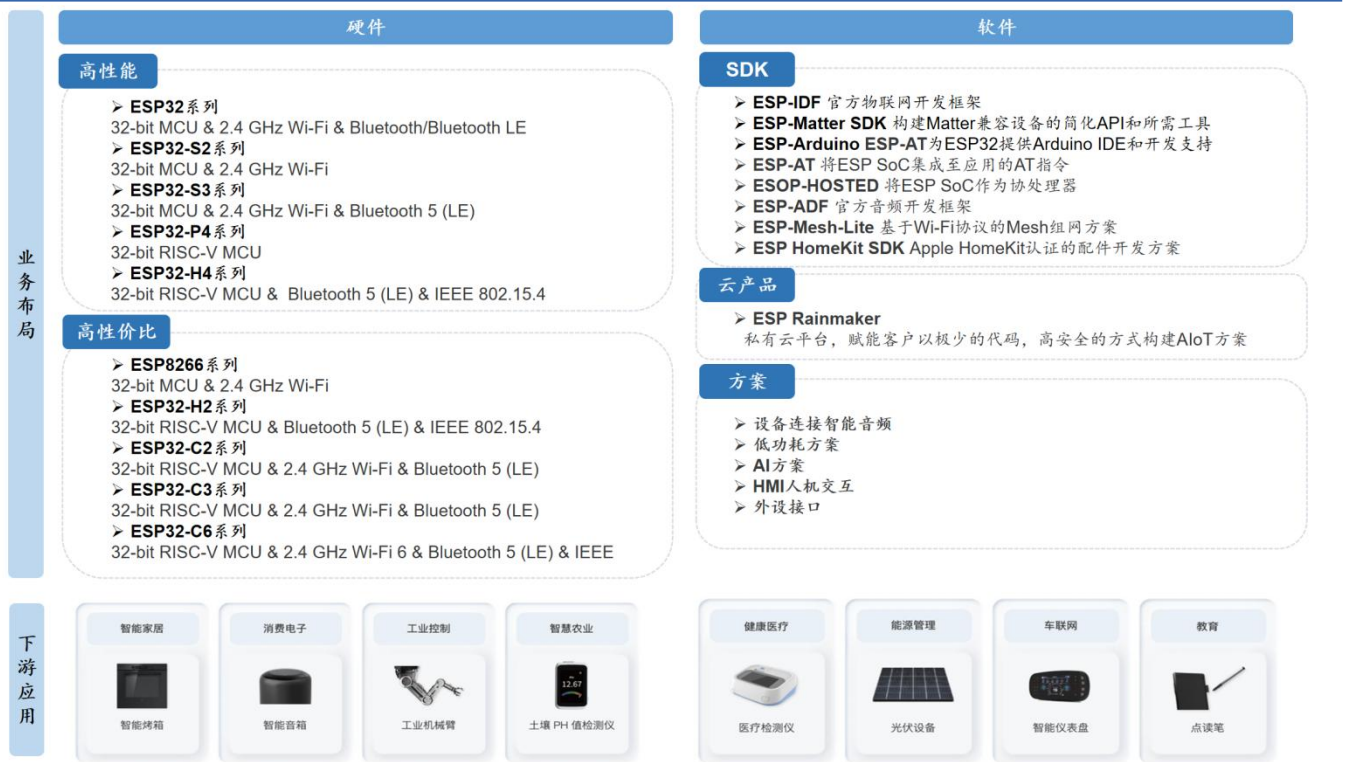 硬件
高性能
➢ ESP32系列
32-bit MCU & 2.4 GHz Wi-Fi & Bluetooth/Bluetooth LE
➢ ESP32-S2系列
32-bit MCU & 2.4 GHz Wi-Fi
➢ ESP32-S3系列
32-bit MCU & 2.4 GHz Wi-Fi & Bluetooth 5 (LE)
➢ ESP32-P4系列
32-bit RISC-V MCU
➢ ESP32-H4系列
32-bit RISC-V MCU & Bluetooth 5 (LE) & IEEE 802.15.4
高性价比
➢ ESP8266系列
32-bit MCU & 2.4 GHz Wi-Fi
➢ ESP32-H2系列
32-bit RISC-V MCU & Bluetooth 5 (LE) & IEEE 802.15.4
➢ ESP32-C2系列
32-bit RISC-V MCU & 2.4 GHz Wi-Fi & Bluetooth 5 (LE)
➢ ESP32-C3系列
32-bit RISC-V MCU & 2.4 GHz Wi-Fi & Bluetooth 5 (LE)
➢ ESP32-C6系列
32-bit RISC-V MCU & 2.4 GHz Wi-Fi 6 & Bluetooth 5 (LE) & IEEE
软件
SDK
➢ ESP-IDF 官方物联网开发框架
➢ ESP-Matter SDK 构建Matter兼容设备的简化API和所需工具
➢ ESP-Arduino ESP-AT为ESP32提供Arduino IDE和开发支持
➢ ESP-AT 将ESP SoC集成至应用的AT指令
➢ ESOP-HOSTED 将ESP SoC作为协处理器
➢ ESP-ADF 官方音频开发框架
➢ ESP-Mesh-Lite 基于Wi-Fi协议的Mesh组网方案
➢ ESP HomeKit SDK Apple HomeKit认证的配件开发方案
云产品
➢ ESP Rainmaker
私有云平台，赋能客户以极少的代码，高安全的方式构建AIoT方案
方案
➢ 设备连接智能音频
➢ 低功耗方案
➢ AI方案
➢ HMI人机交互
➢ 外设接口
业务布局
下游应用
智能家居
智能烤箱
消费电子
智能音箱
工业控制
工业机械臂
智慧农业
12.67
土壤 PH 值检测仪
健康医疗
医疗检测仪
能源管理
光伏设备
车联网
智能仪表盘
教育
点读笔